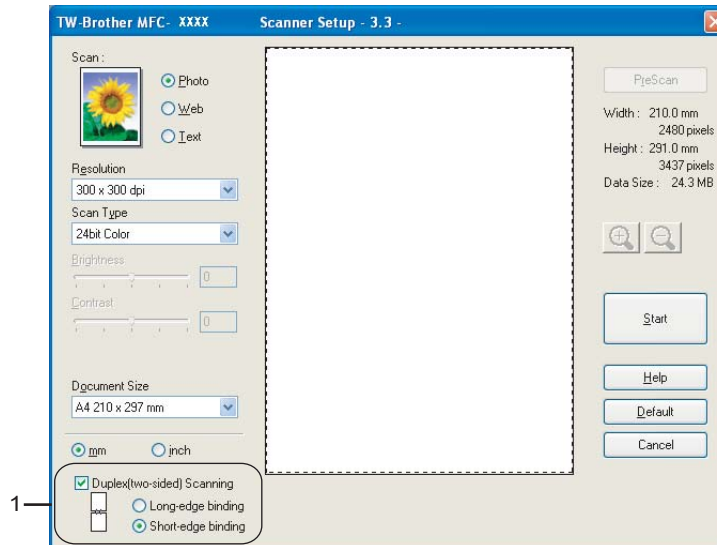 TW-Brother MFC- XXXX Scanner Setup - 3.3 -
Scan :
Photo
Web
Text
Resolution
300 x 300 dpi
Scan Type
24bit Color
Brightness
0
Contrast
0
Document Size
A4 210 x 297 mm
mm inch
Duplex(two-sided) Scanning
Long-edge binding
Short-edge binding
1
PreScan
Width : 210.0 mm
2480 pixels
Height : 291.0 mm
3437 pixels
Data Size : 24.3 MB
Start
Help
Default
Cancel